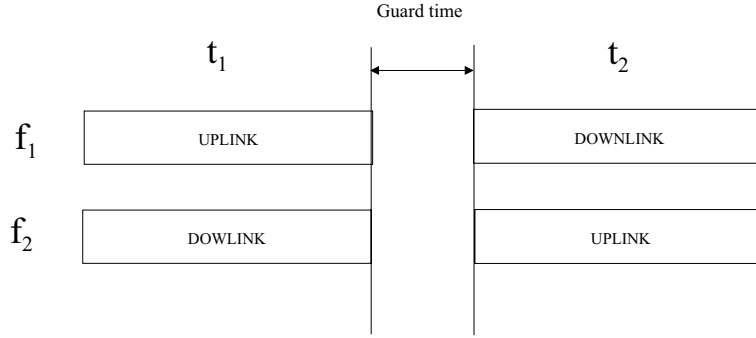 Guard time
t₁
t₂
f₁
UPLINK
DOWNLINK
f₂
DOWLINK
UPLINK